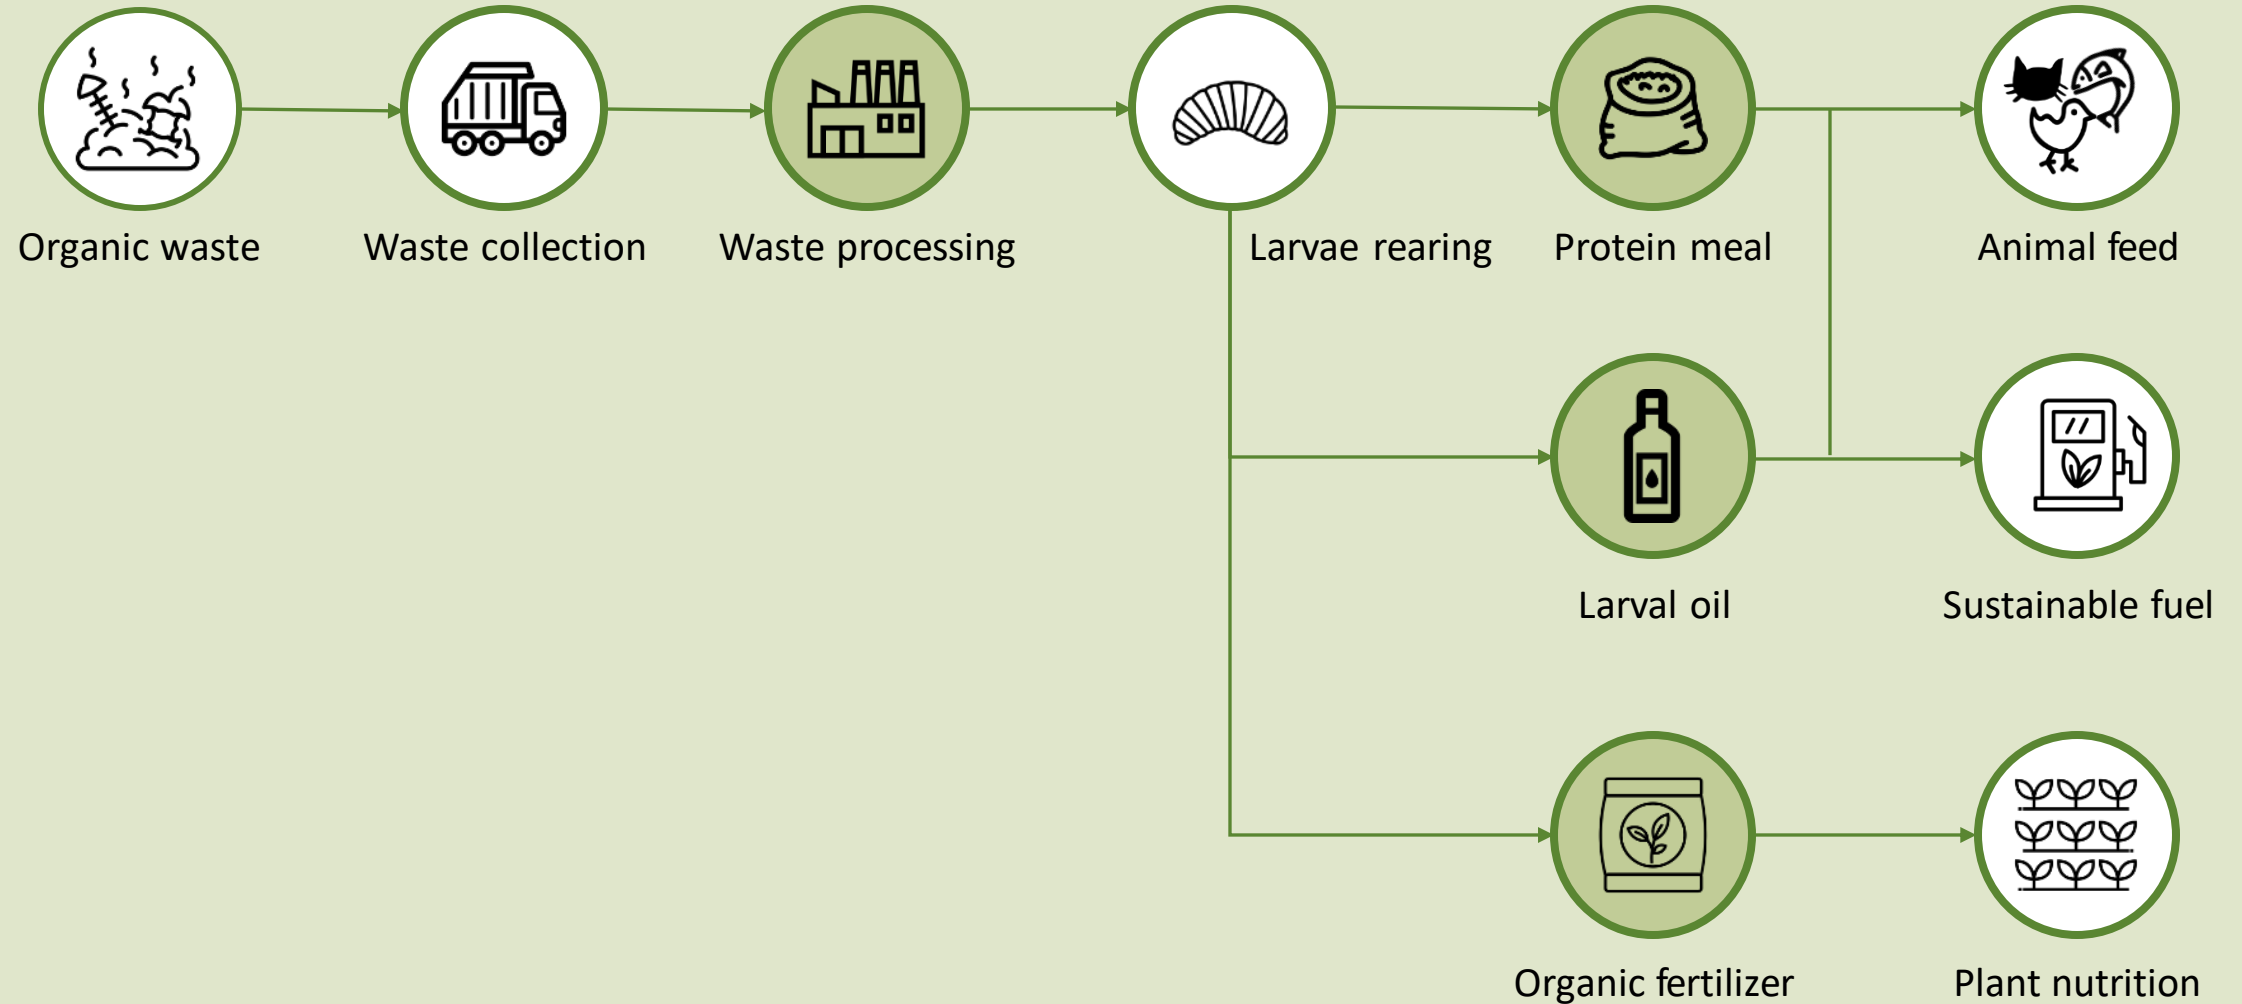 Organic waste
Waste collection
Waste processing
Larvae rearing
Protein meal
Animal feed
Larval oil
Sustainable fuel
Organic fertilizer
Plant nutrition